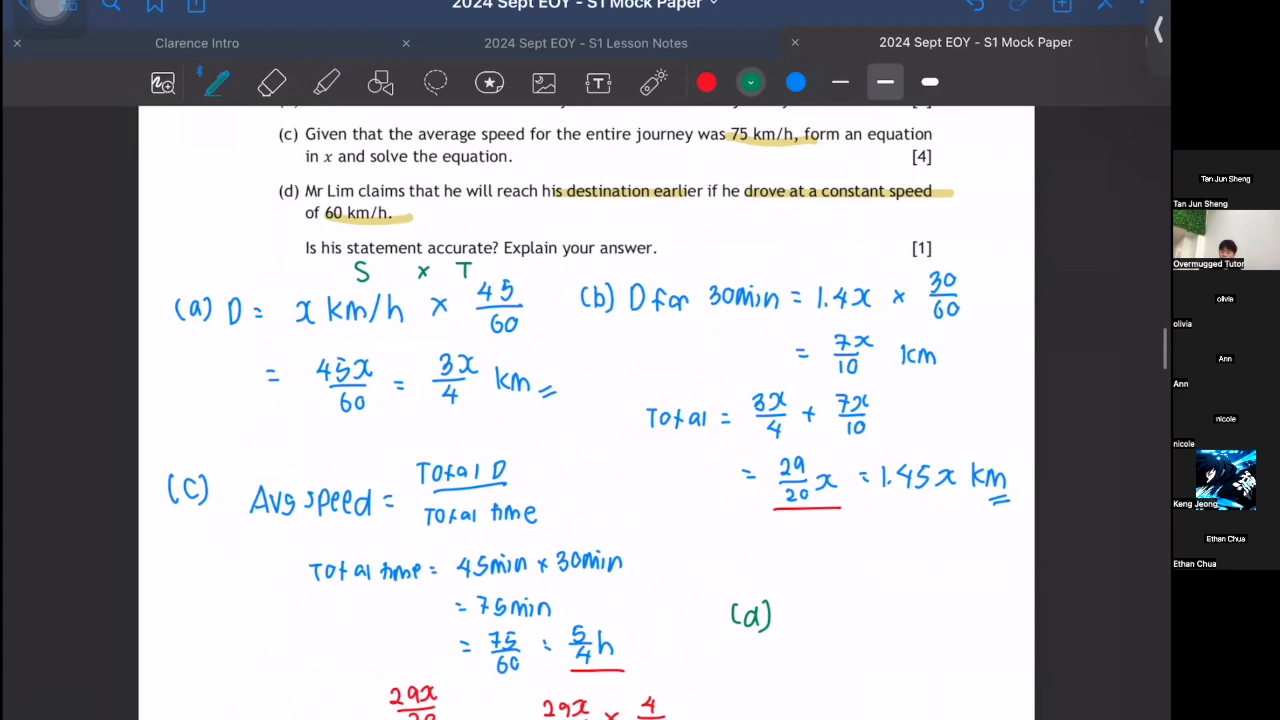 2024 Sept EOY - S1 Mock Paper
Clarence Intro
2024 Sept EOY - S1 Lesson Notes
2024 Sept EOY - S1 Mock Paper
(c) Given that the average speed for the entire journey was 75 km/h, form an equation
in x and solve the equation. [4]
(d) Mr Lim claims that he will reach his destination earlier if he drove at a constant speed
of 60 km/h.
Is his statement accurate? Explain your answer. [1]
S × T
(a) D = x km/h × 45/60
= 45x/60 = 3x/4 km
(b) D for 30min = 1.4x × 30/60
= 7x/10 km
Total = 3x/4 + 7x/10
= 29/20 x = 1.45x km
(c) Avg speed = Total D / Total time
Total time = 45min × 30min
= 75min
= 75/60 = 5/4 h
29x/20
29x × 4
(d)
Tan Jun Sheng
Tan Jun Sheng
Overmugged Tutor
olivia
olivia
Ann
Ann
nicole
nicole
Keng Jeong
Ethan Chua
Ethan Chua